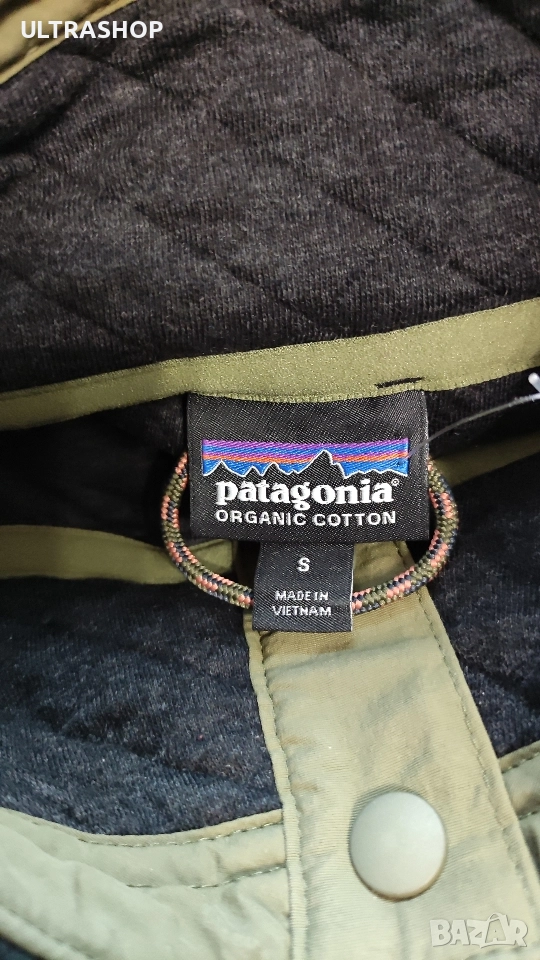 ULTRASHOP
patagonia®
ORGANIC COTTON
S
MADE IN
VIETNAM
BAZAR